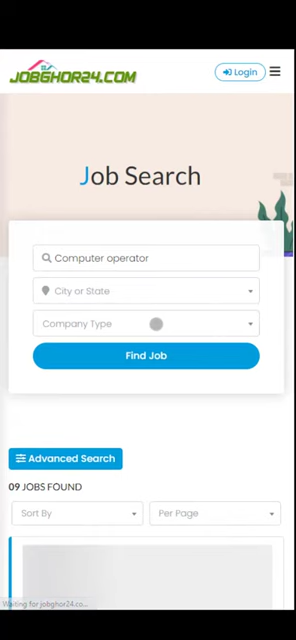 JOBGHOR24.COM
Login
Job Search
Computer operator
City or State
Company Type
Find Job
Advanced Search
09 JOBS FOUND
Sort By
Per Page
Waiting for jobghor24.co...